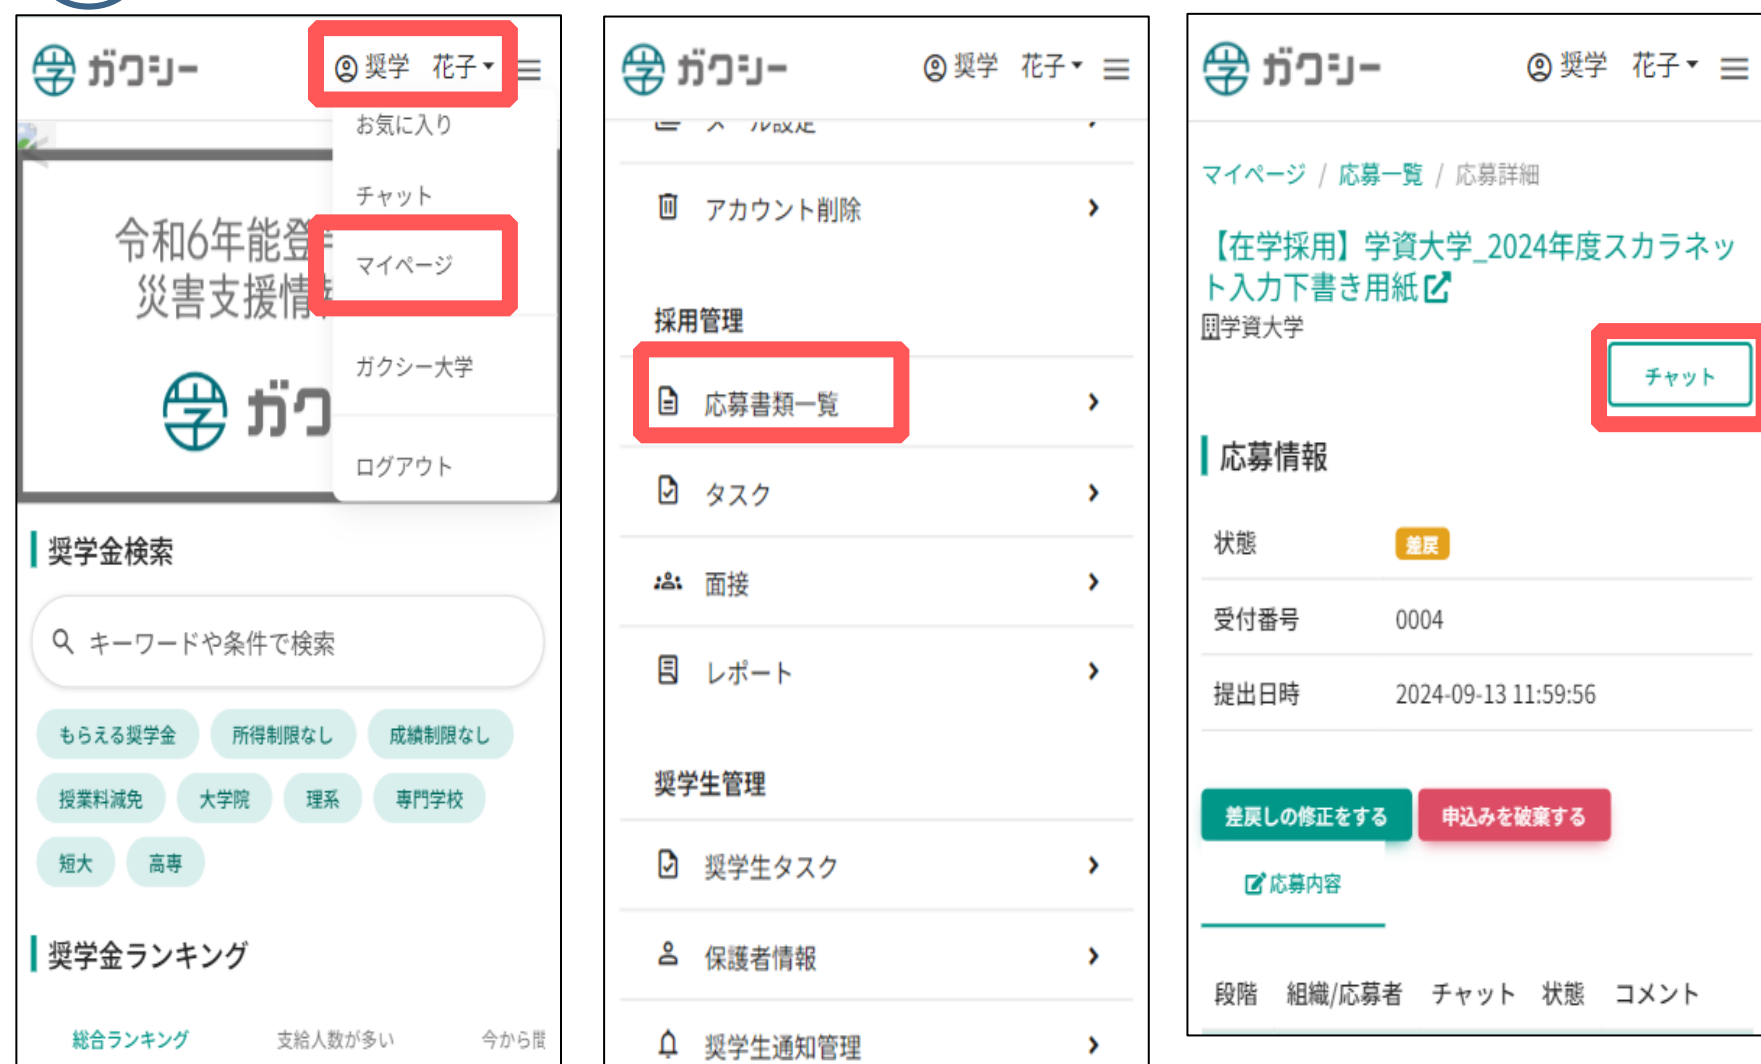 ガクシー
奨学 花子
お気に入り
チャット
マイページ
ガクシー大学
ログアウト
令和6年能登
災害支援情
ガク
奨学金検索
キーワードや条件で検索
もらえる奨学金 所得制限なし 成績制限なし
授業料減免 大学院 理系 専門学校
短大 高専
奨学金ランキング
総合ランキング 支給人数が多い 今から間
ガクシー
奨学 花子
メール設定
アカウント削除
採用管理
応募書類一覧
タスク
面接
レポート
奨学生管理
奨学生タスク
保護者情報
奨学生通知管理
ガクシー
奨学 花子
マイページ / 応募一覧 / 応募詳細
【在学採用】学資大学_2024年度スカラネッ
ト入力下書き用紙
学資大学
チャット
応募情報
状態 差戻
受付番号 0004
提出日時 2024-09-13 11:59:56
差戻しの修正をする 申込みを破棄する
応募内容
段階 組織/応募者 チャット 状態 コメント